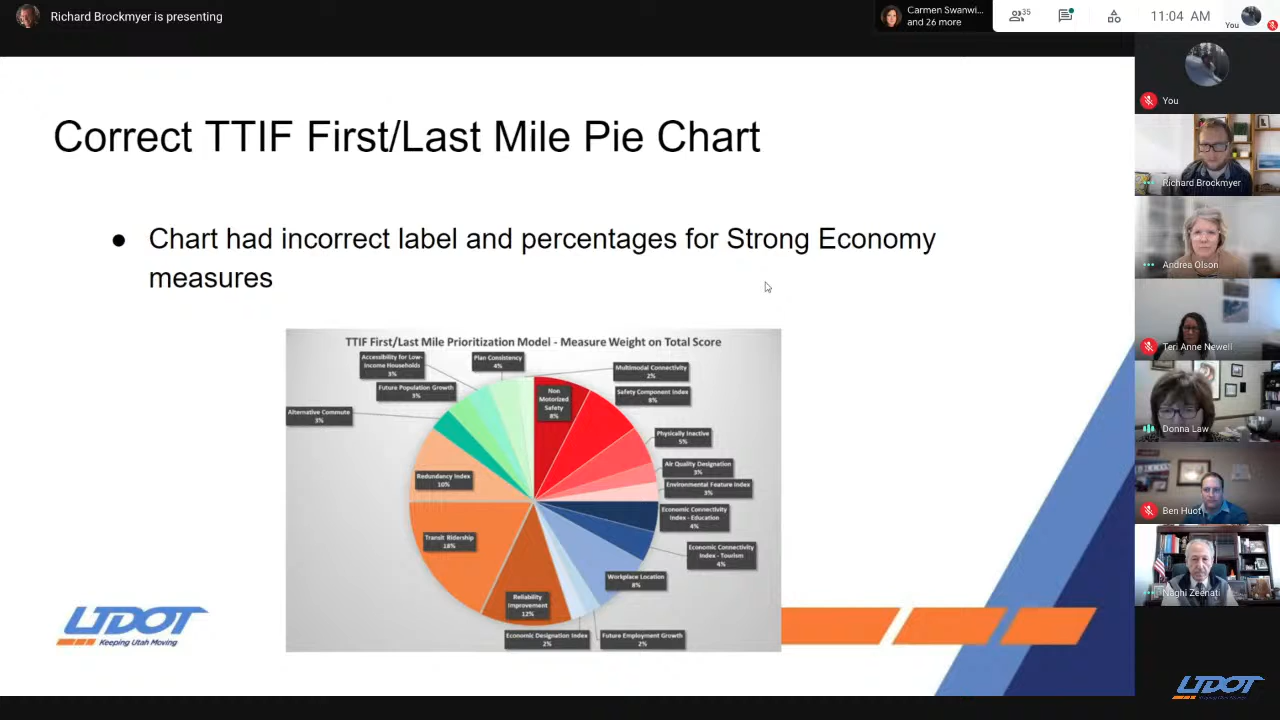 Richard Brockmyer is presenting
Carmen Swanwi...
and 26 more
35
11:04 AM
You
Correct TTIF First/Last Mile Pie Chart
● Chart had incorrect label and percentages for Strong Economy
measures
TTIF First/Last Mile Prioritization Model - Measure Weight on Total Score
Accessibility for Low-
Income Households
3%
Plan Consistency
4%
Multimodal Connectivity
2%
Future Population Growth
3%
Non
Motorized
Safety
8%
Safety Component Index
8%
Alternative Commute
3%
Physically Inactive
5%
Air Quality Designation
3%
Redundancy Index
10%
Environmental Feature Index
3%
Economic Connectivity
Index - Education
4%
Transit Ridership
18%
Economic Connectivity
Index - Tourism
4%
Workplace Location
8%
Reliability
Improvement
12%
Economic Designation Index
2%
Future Employment Growth
2%
UDOT
Keeping Utah Moving
You
Richard Brockmyer
Andrea Olson
Teri Anne Newell
Donna Law
Ben Huot
Naghi Zeenati
UDOT